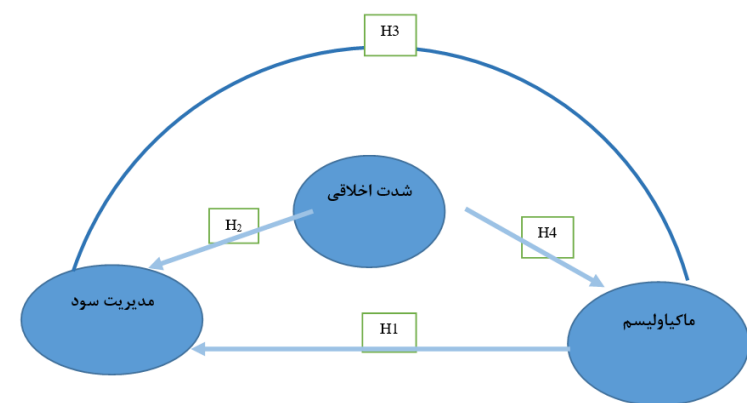 H3
شدت اخلاقی
H₂
H4
مدیریت سود
ماکیاولیسم
H1